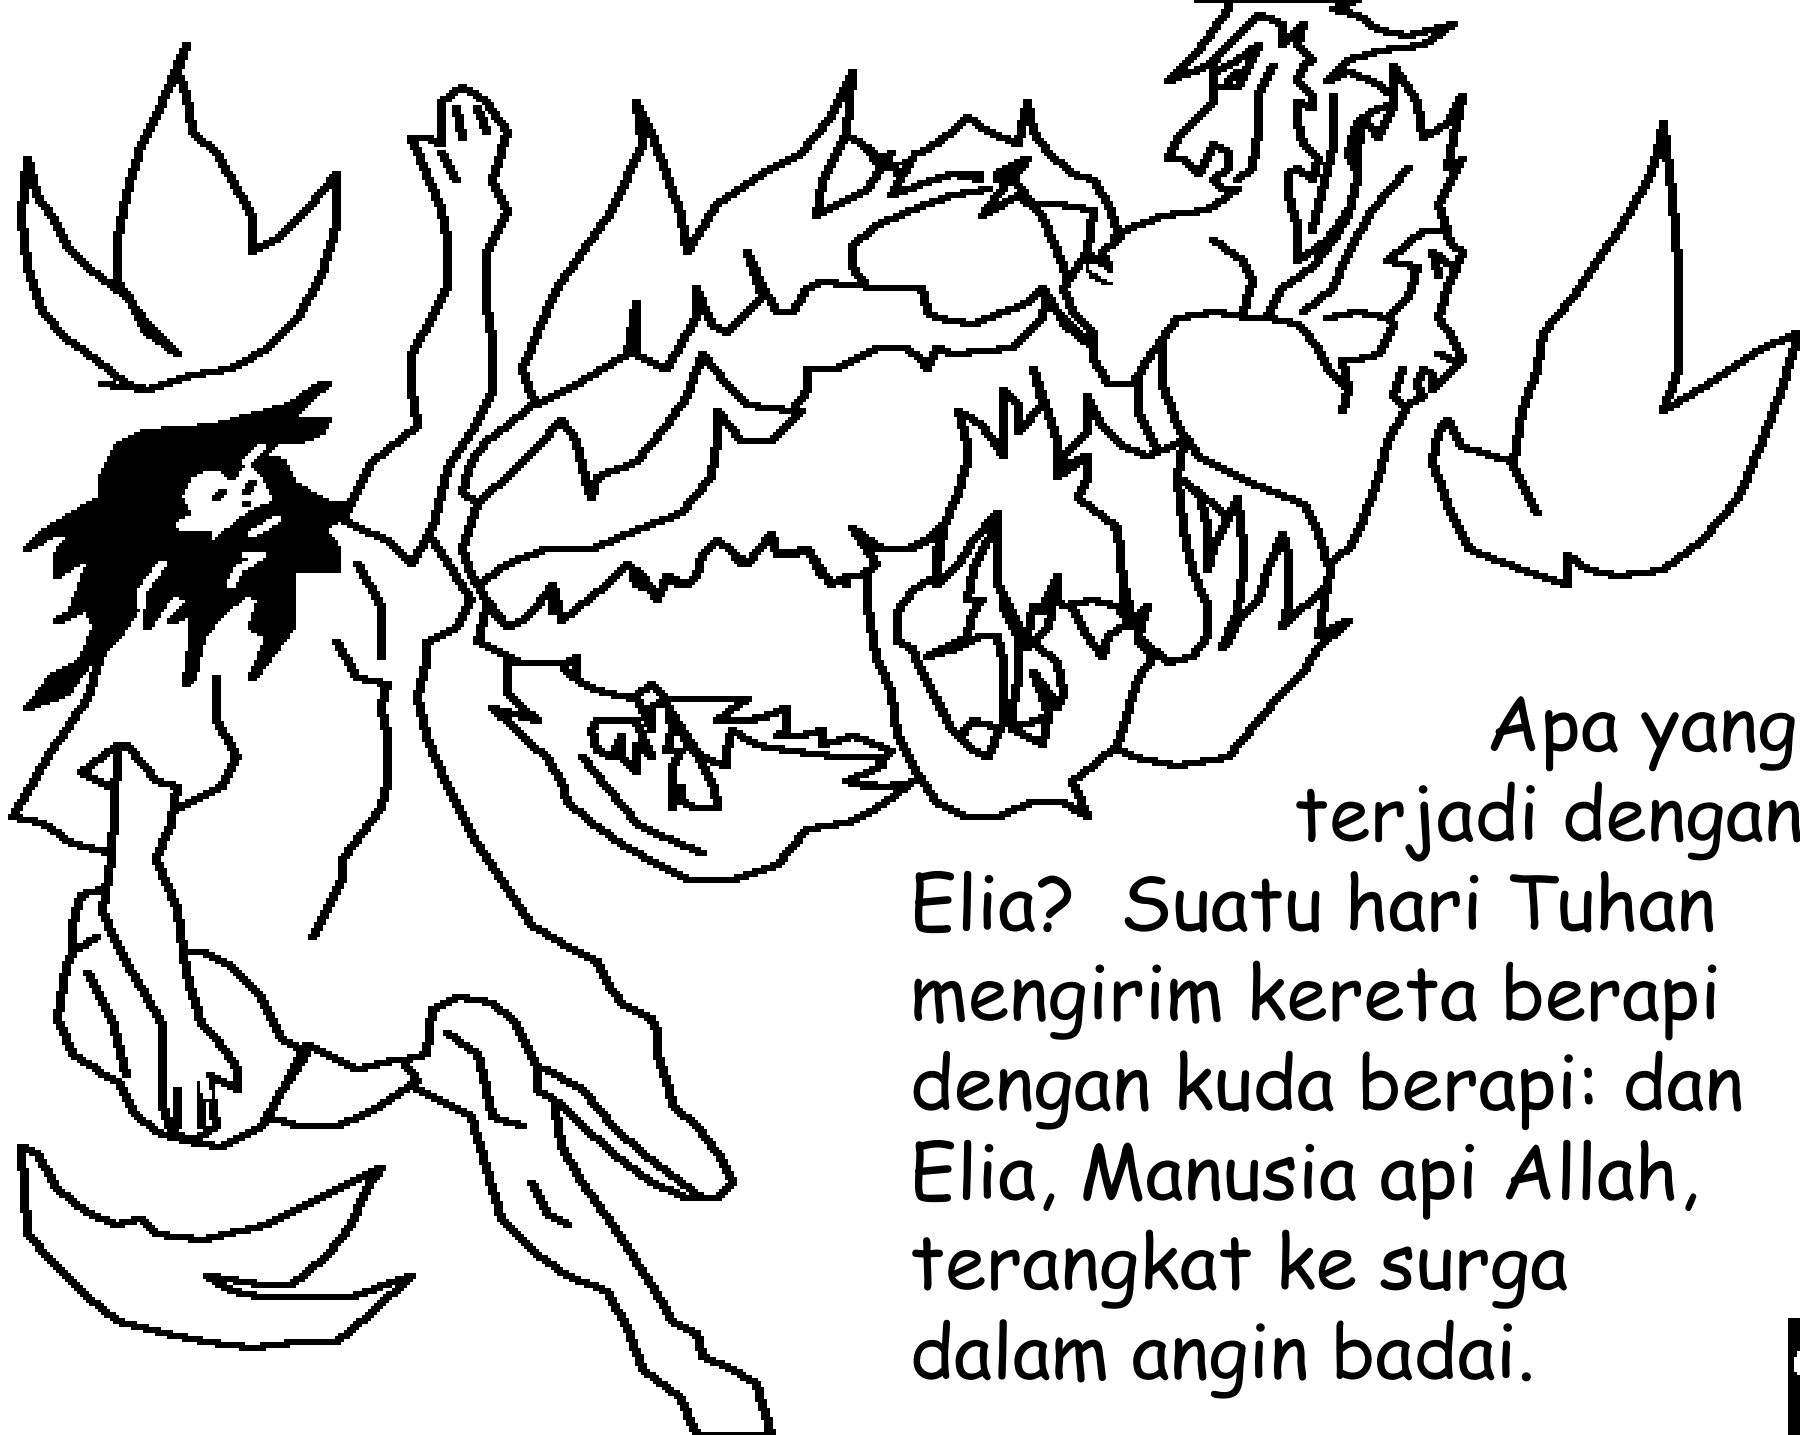 Apa yang
terjadi dengan
Elia?  Suatu hari Tuhan
mengirim kereta berapi
dengan kuda berapi: dan
Elia, Manusia api Allah,
terangkat ke surga
dalam angin badai.